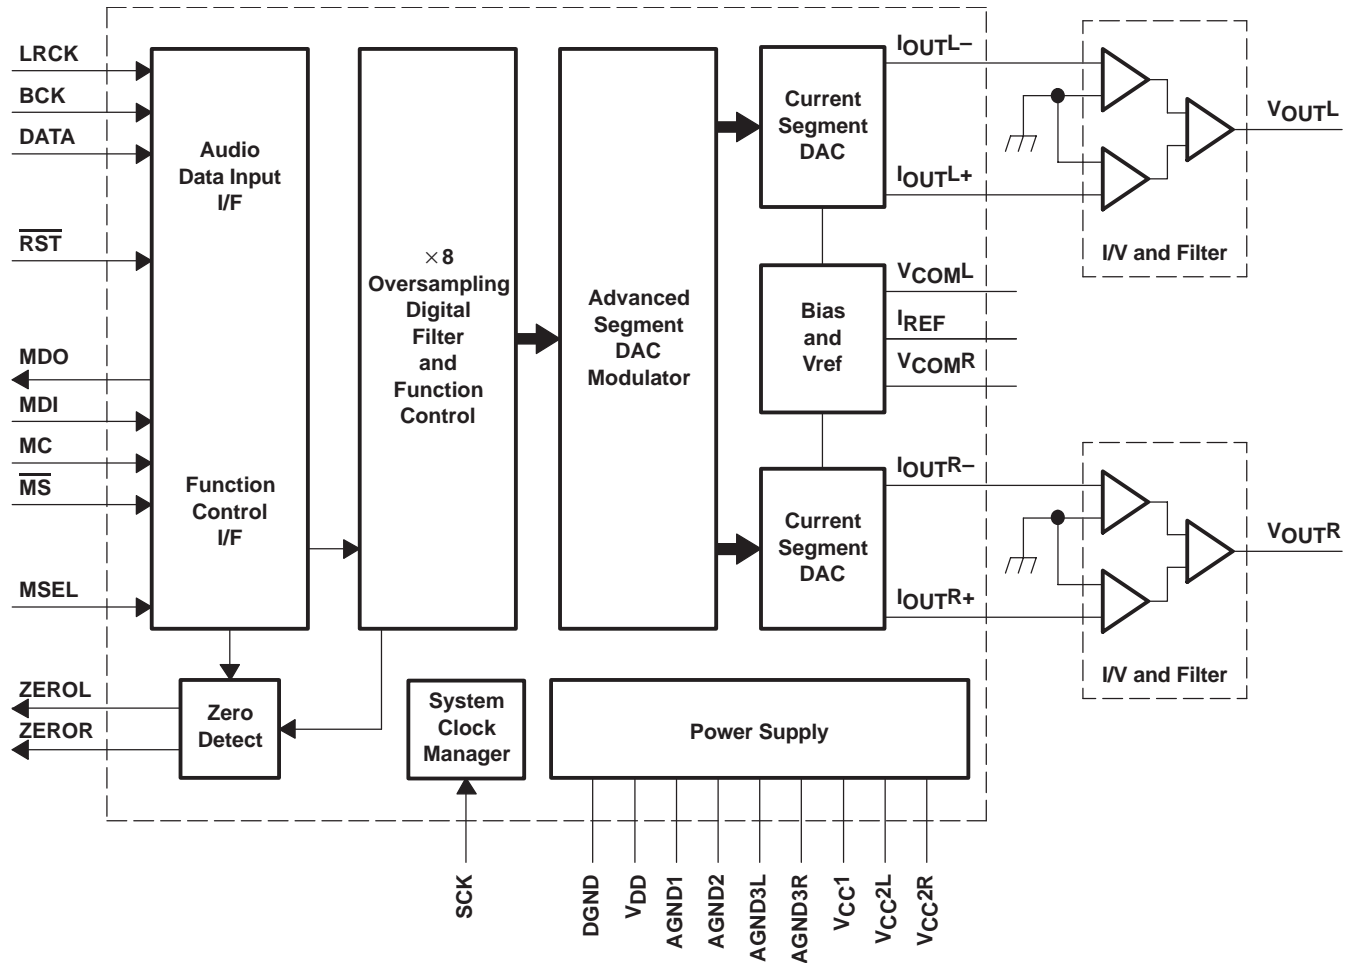 LRCK
BCK
DATA
RST
MDO
MDI
MC
MS
MSEL
ZEROL
ZEROR
Audio
Data Input
I/F
Function
Control
I/F
×8
Oversampling
Digital
Filter
and
Function
Control
Advanced
Segment
DAC
Modulator
Current
Segment
DAC
Bias
and
Vref
Current
Segment
DAC
IOUTL–
IOUTL+
VCOML
IREF
VCOMR
IOUTR–
IOUTR+
I/V and Filter
VOUTL
I/V and Filter
VOUTR
Zero
Detect
System
Clock
Manager
Power Supply
SCK
DGND
VDD
AGND1
AGND2
AGND3L
AGND3R
VCC1
VCC2L
VCC2R